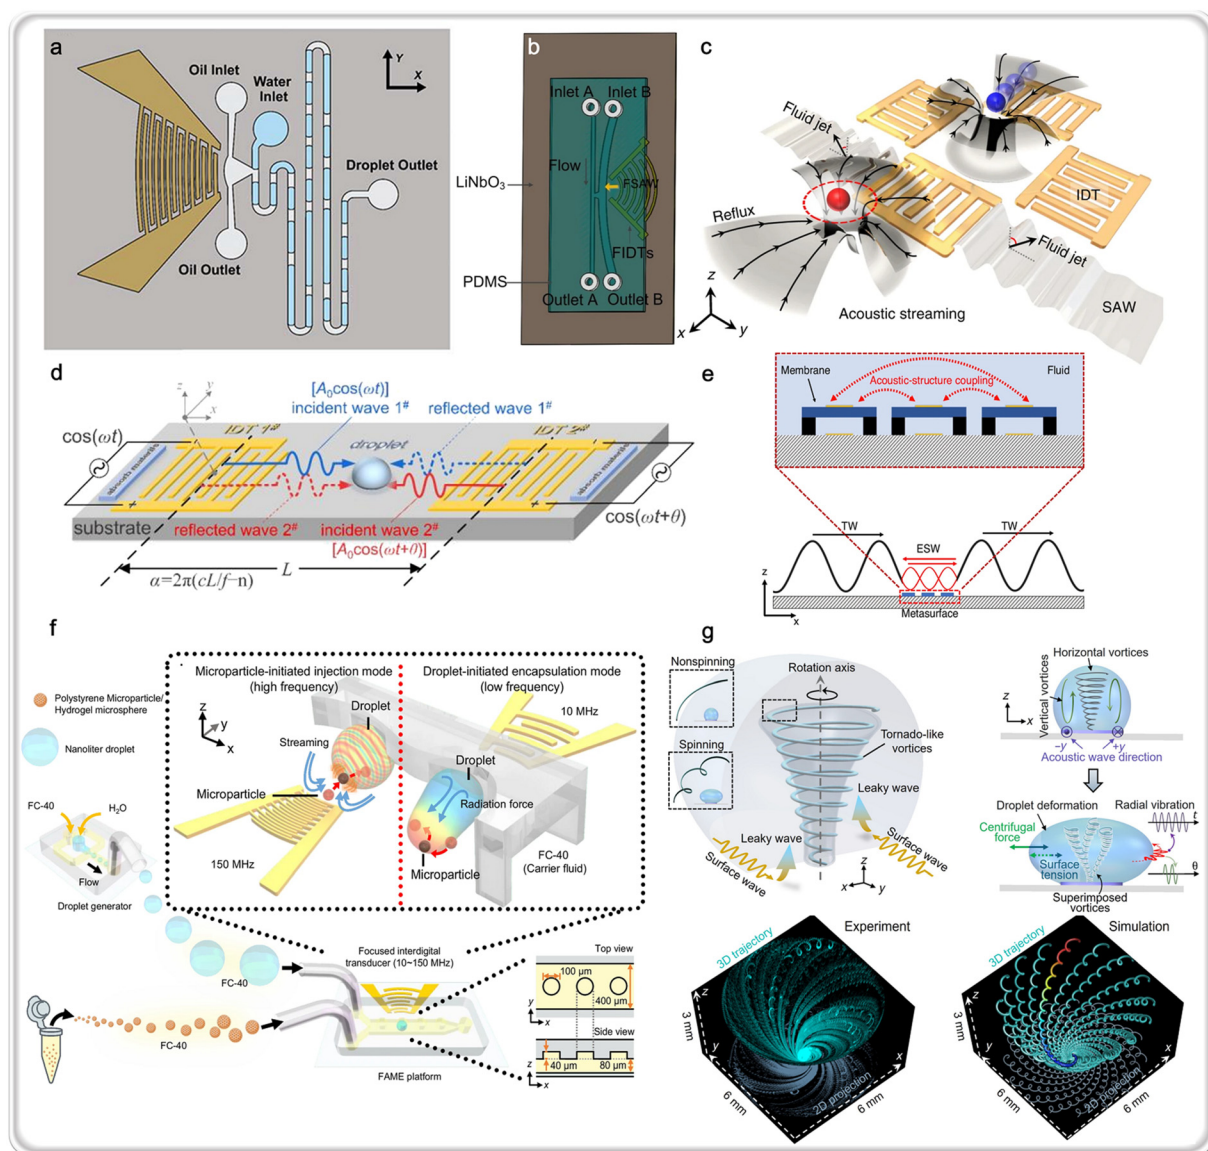 a
Oil Inlet
Water
Inlet
Y
X
Droplet Outlet
Oil Outlet
b
Inlet A
Inlet B
Flow
LiNbO₃
FSAW
FIDTs
PDMS
Outlet A
Outlet B
c
Fluid jet
IDT
Reflux
Fluid jet
SAW
z
x
y
Acoustic streaming
d
z
y
x
[A₀cos(ωt)]
incident wave 1#
reflected wave 1#
cos(ωt)
IDT 1#
droplet
IDT 2#
absorb materials
absorb materials
substrate
reflected wave 2#
incident wave 2#
[A₀cos(ωt+θ)]
cos(ωt+θ)
L
α=2π(cL/f−n)
e
Membrane
Acoustic-structure coupling
Fluid
TW
ESW
TW
z
x
Metasurface
f
Polystyrene Microparticle/
Hydrogel microsphere
Nanoliter droplet
FC-40
H₂O
Flow
Droplet generator
Microparticle-initiated injection mode
(high frequency)
Droplet-initiated encapsulation mode
(low frequency)
z
y
x
Droplet
Streaming
Microparticle
150 MHz
10 MHz
Droplet
Radiation force
Microparticle
FC-40
(Carrier fluid)
Focused interdigital
transducer (10~150 MHz)
FC-40
FC-40
FAME platform
Top view
100 μm
400 μm
y
x
Side view
z
x
40 μm
80 μm
g
Nonspinning
Spinning
Rotation axis
Tornado-like
vortices
Leaky wave
Leaky wave
Surface wave
Surface wave
z
x
y
Horizontal vortices
Vertical vortices
z
x
−y
+y
Acoustic wave direction
Droplet deformation
Radial vibration
t
Centrifugal
force
Surface
tension
θ
Superimposed
vortices
Experiment
3D trajectory
z
3 mm
y
x
2D projection
6 mm
6 mm
Simulation
3D trajectory
z
3 mm
y
x
2D projection
6 mm
6 mm